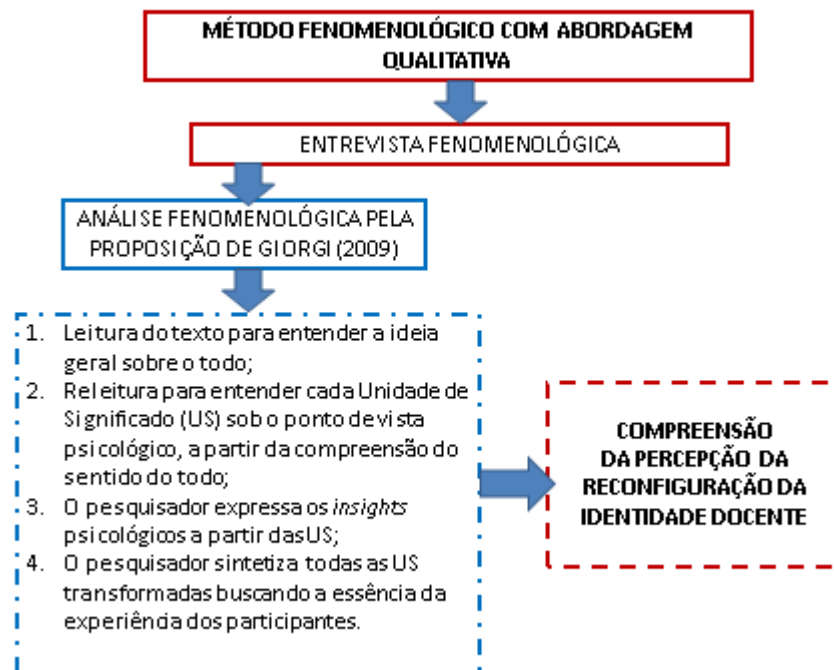 MÉTODO FENOMENOLÓGICO COM ABORDAGEM
QUALITATIVA
ENTREVISTA FENOMENOLÓGICA
ANÁLISE FENOMENOLÓGICA PELA
PROPOSIÇÃO DE GIORGI (2009)
1. Leitura do texto para entender a ideia
geral sobre o todo;
2. Releitura para entender cada Unidade de
Significado (US) sob o ponto de vista
psicológico, a partir da compreensão do
sentido do todo;
3. O pesquisador expressa os insights
psicológicos a partir das US;
4. O pesquisador sintetiza todas as US
transformadas buscando a essência da
experiência dos participantes.
COMPREENSÃO
DA PERCEPÇÃO DA
RECONFIGURAÇÃO DA
IDENTIDADE DOCENTE